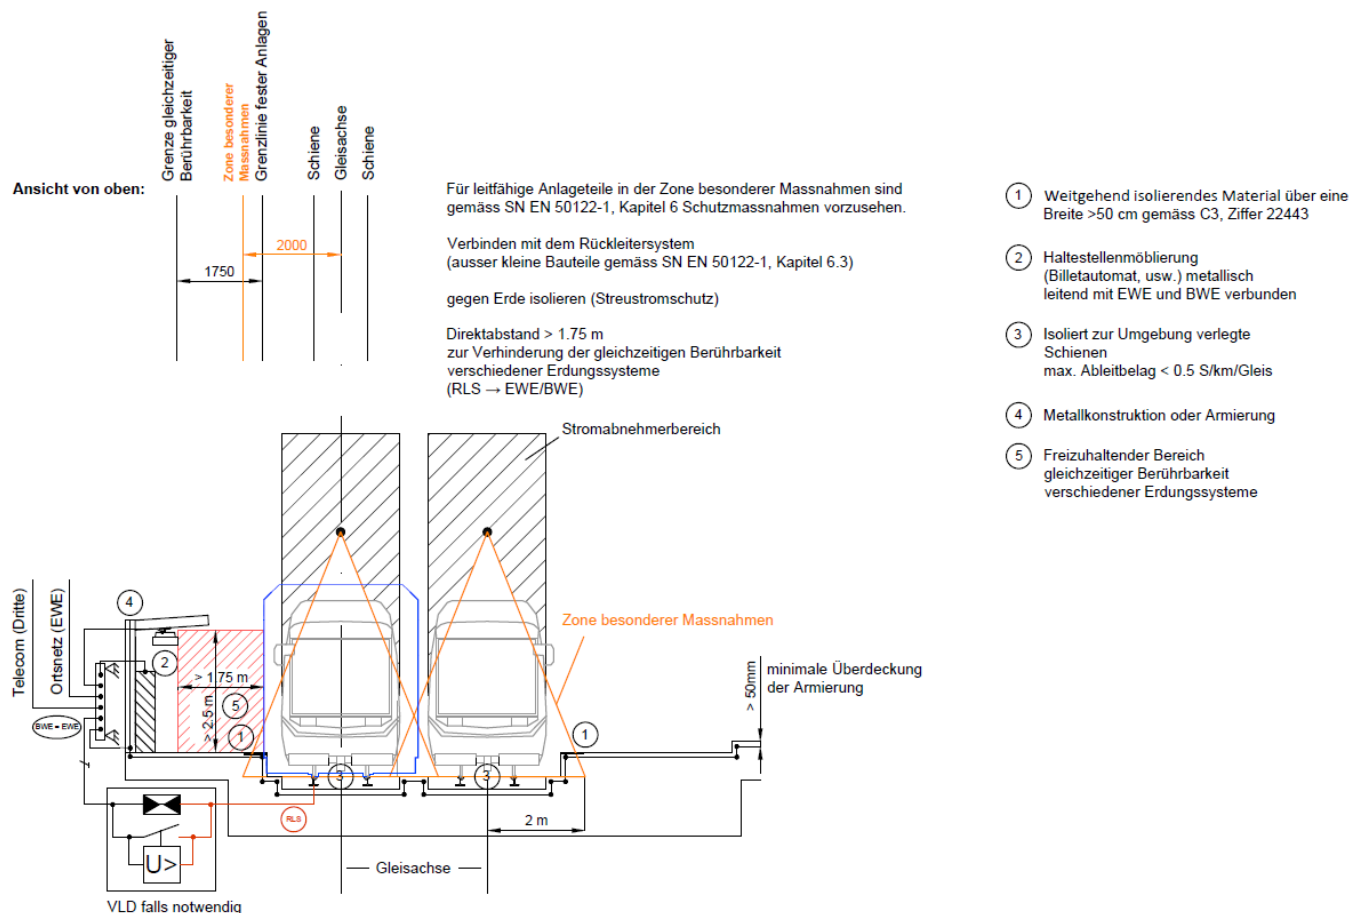 Grenze gleichzeitiger
Berührbarkeit
Zone besonderer
Massnahmen
Grenzlinie fester Anlagen
Schiene
Gleisachse
Schiene
Ansicht von oben:
2000
1750
Für leitfähige Anlageteile in der Zone besonderer Massnahmen sind
gemäss SN EN 50122-1, Kapitel 6 Schutzmassnahmen vorzusehen.
Verbinden mit dem Rückleitersystem
(ausser kleine Bauteile gemäss SN EN 50122-1, Kapitel 6.3)
gegen Erde isolieren (Streustromschutz)
Direktabstand > 1.75 m
zur Verhinderung der gleichzeitigen Berührbarkeit
verschiedener Erdungssysteme
(RLS → EWE/BWE)
1 Weitgehend isolierendes Material über eine
Breite >50 cm gemäss C3, Ziffer 22443
2 Haltestellenmöblierung
(Billetautomat, usw.) metallisch
leitend mit EWE und BWE verbunden
3 Isoliert zur Umgebung verlegte
Schienen
max. Ableitbelag < 0.5 S/km/Gleis
4 Metallkonstruktion oder Armierung
5 Freizuhaltender Bereich
gleichzeitiger Berührbarkeit
verschiedener Erdungssysteme
Stromabnehmerbereich
Telecom (Dritte)
Ortsnetz (EWE)
4
2
> 1.75 m
5
> 2.5 m
1
Zone besonderer Massnahmen
1
> 50mm
minimale Überdeckung
der Armierung
BWE = EWE
3
3
RLS
2 m
U>
Gleisachse
VLD falls notwendig